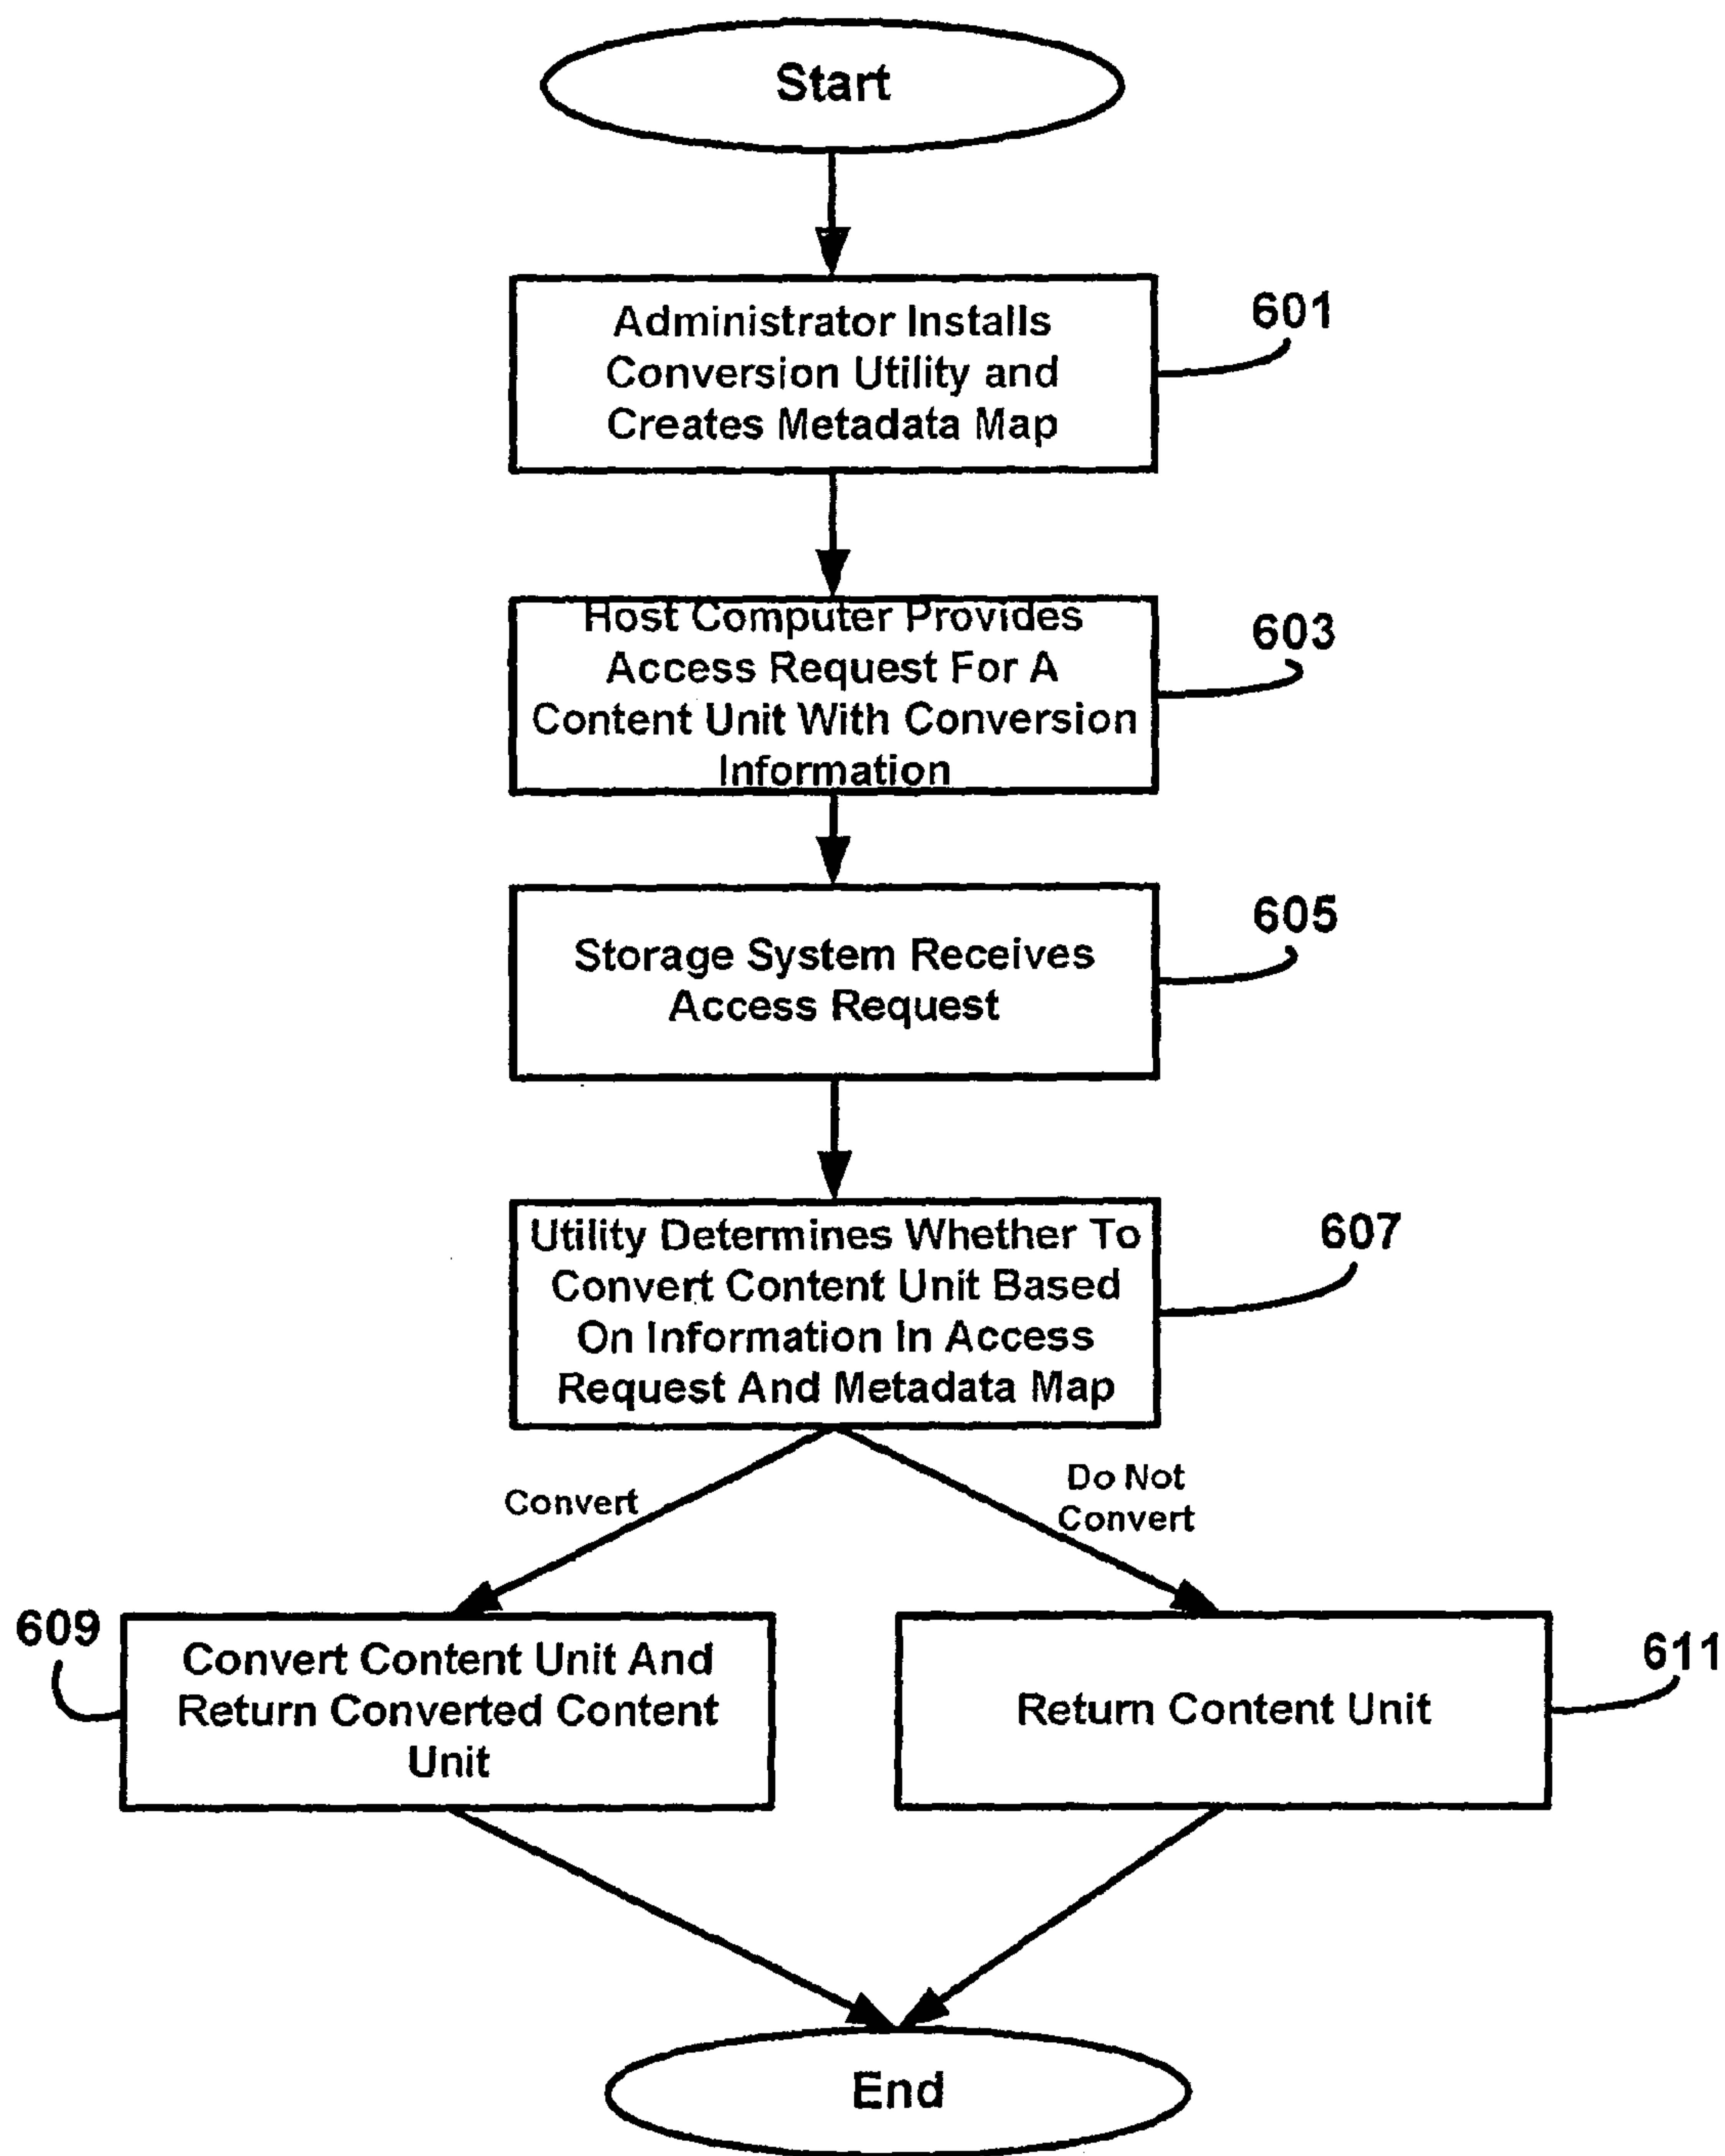 Start
Administrator Installs
Conversion Utility and
Creates Metadata Map
601
Host Computer Provides
Access Request For A
Content Unit With Conversion
Information
603
Storage System Receives
Access Request
605
Utility Determines Whether To
Convert Content Unit Based
On Information In Access
Request And Metadata Map
607
Convert
Do Not
Convert
609
Convert Content Unit And
Return Converted Content
Unit
Return Content Unit
611
End